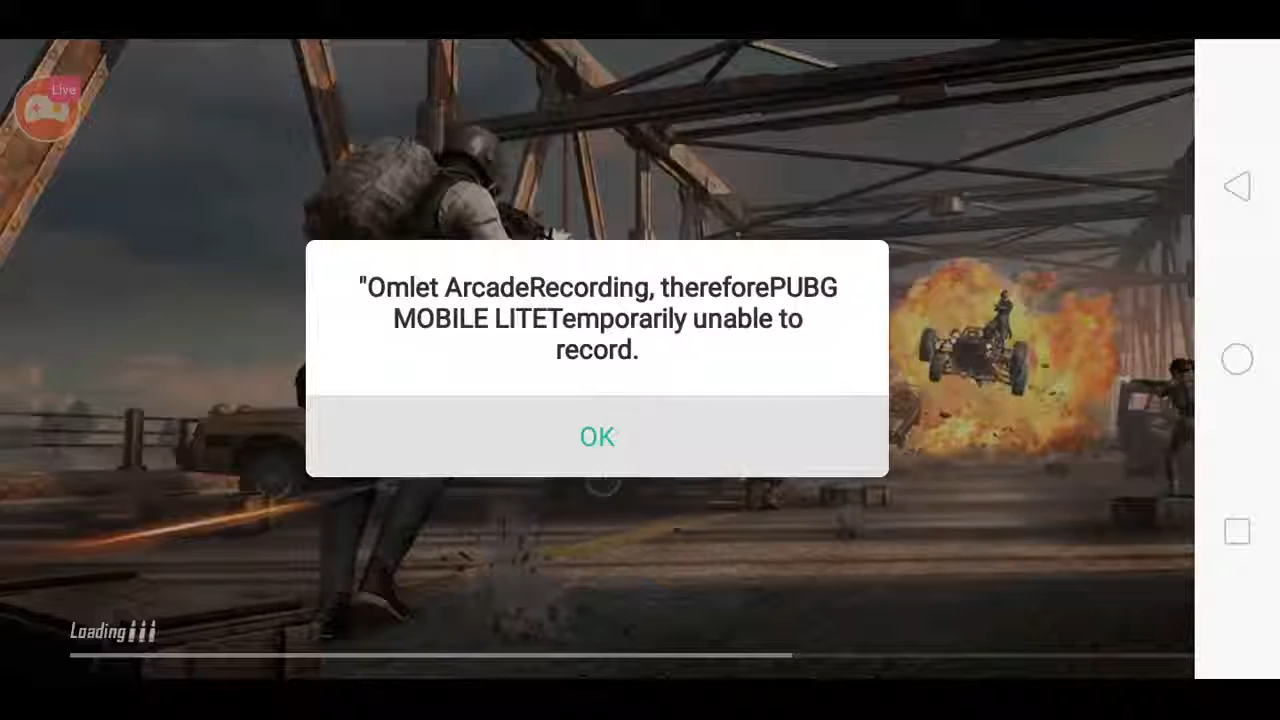 Live
"Omlet ArcadeRecording, thereforePUBG
MOBILE LITETemporarily unable to
record.
OK
Loading